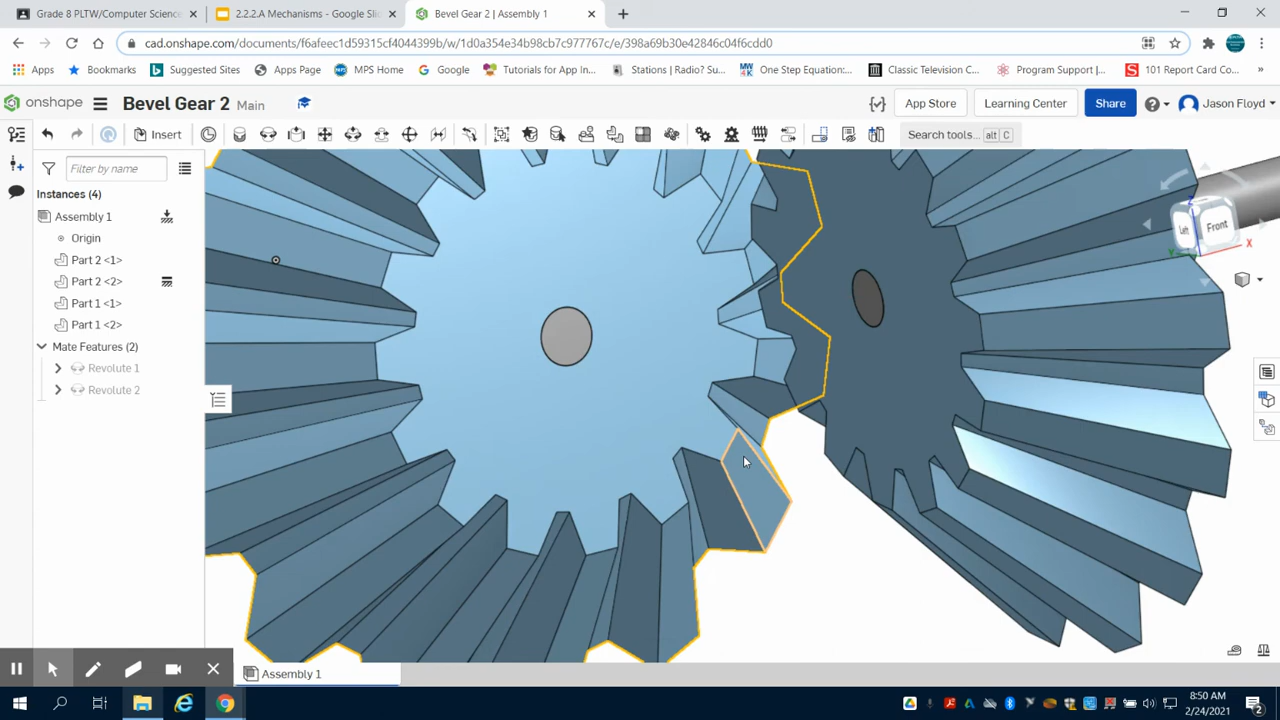 Grade 8 PLTW/Computer Science
2.2.2.A Mechanisms - Google Sli
Bevel Gear 2 | Assembly 1
cad.onshape.com/documents/f6afeec1d59315cf4044399b/w/1d0a354e34b98cb7c977767c/e/398a69b30e42846c04f6cdd0
Apps
Bookmarks
Suggested Sites
Apps Page
MPS Home
Google
Tutorials for App In...
Stations | Radio? Su...
One Step Equation:...
Classic Television C...
Program Support |...
101 Report Card Co...
»
onshape
Bevel Gear 2 Main
App Store
Learning Center
Share
Jason Floyd
Insert
Search tools... alt C
Filter by name
Instances (4)
Assembly 1
Origin
Part 2 <1>
Part 2 <2>
Part 1 <1>
Part 1 <2>
Mate Features (2)
Revolute 1
Revolute 2
Z
Left
Front
Y
X
Assembly 1
8:50 AM
2/24/2021
2